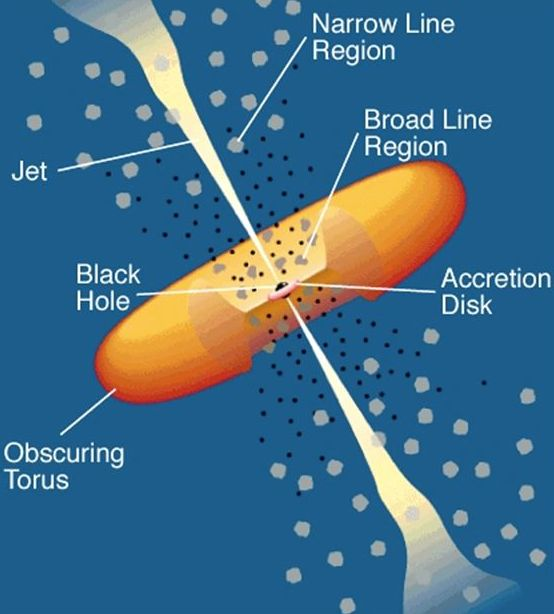 Narrow Line
Region
Broad Line
Region
Jet
Black
Hole
Accretion
Disk
Obscuring
Torus